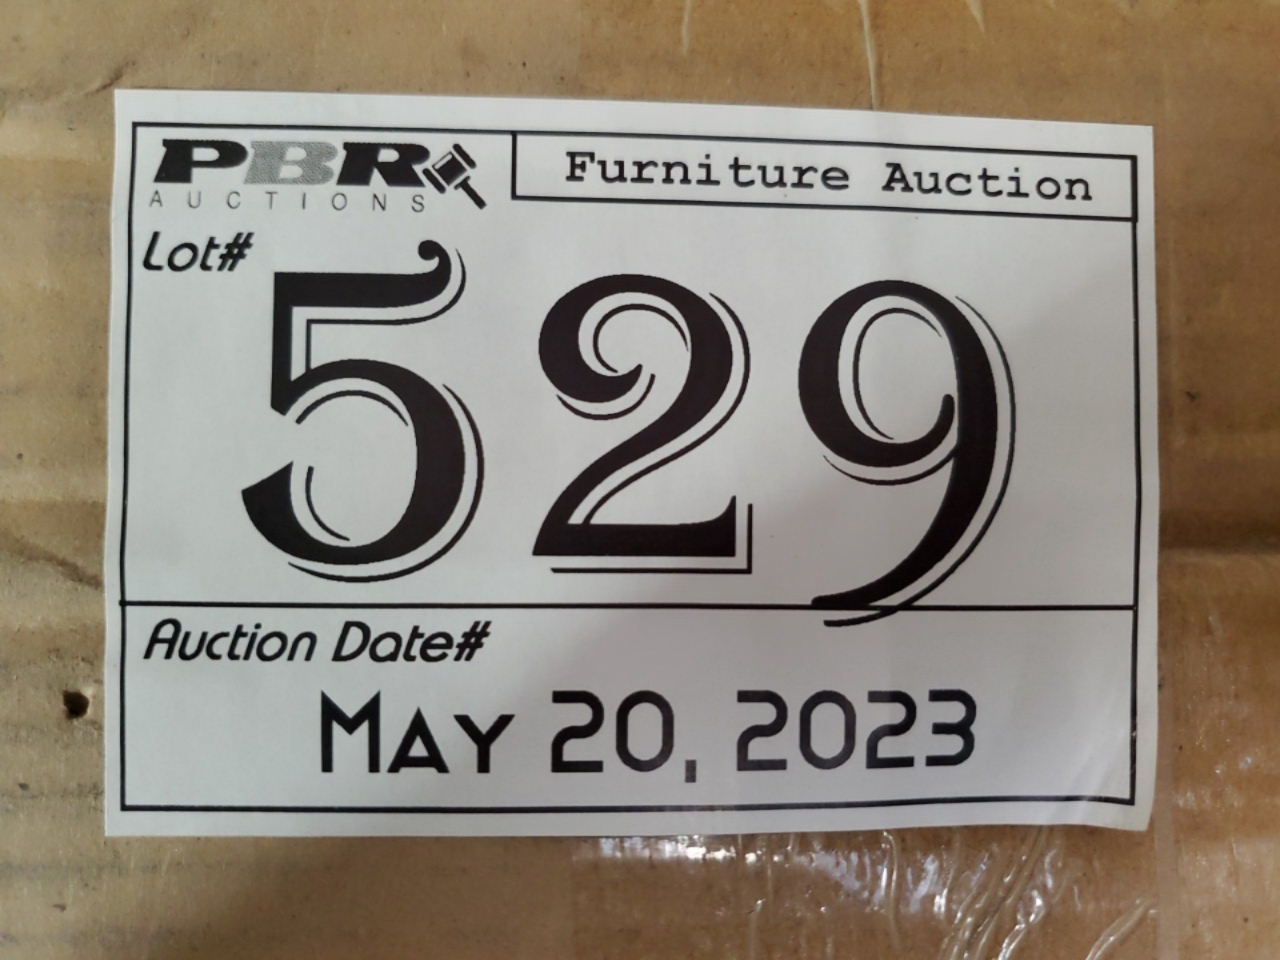 PBR
AUCTIONS
Furniture Auction
Lot#
529
Auction Date#
MAY 20, 2023